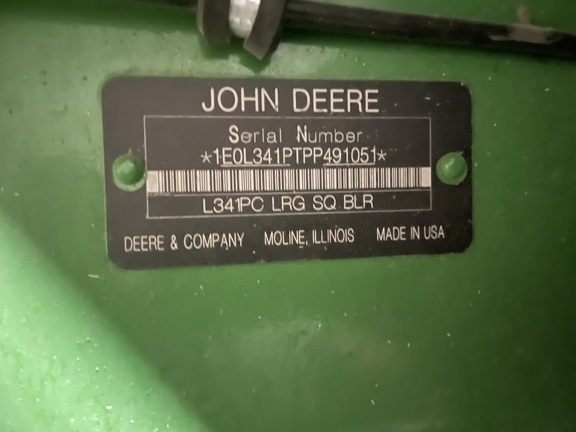 JOHN DEERE
Serial Number
*1E0L341PTPP491051*
L341PC LRG SQ BLR
DEERE & COMPANY MOLINE, ILLINOIS MADE IN USA